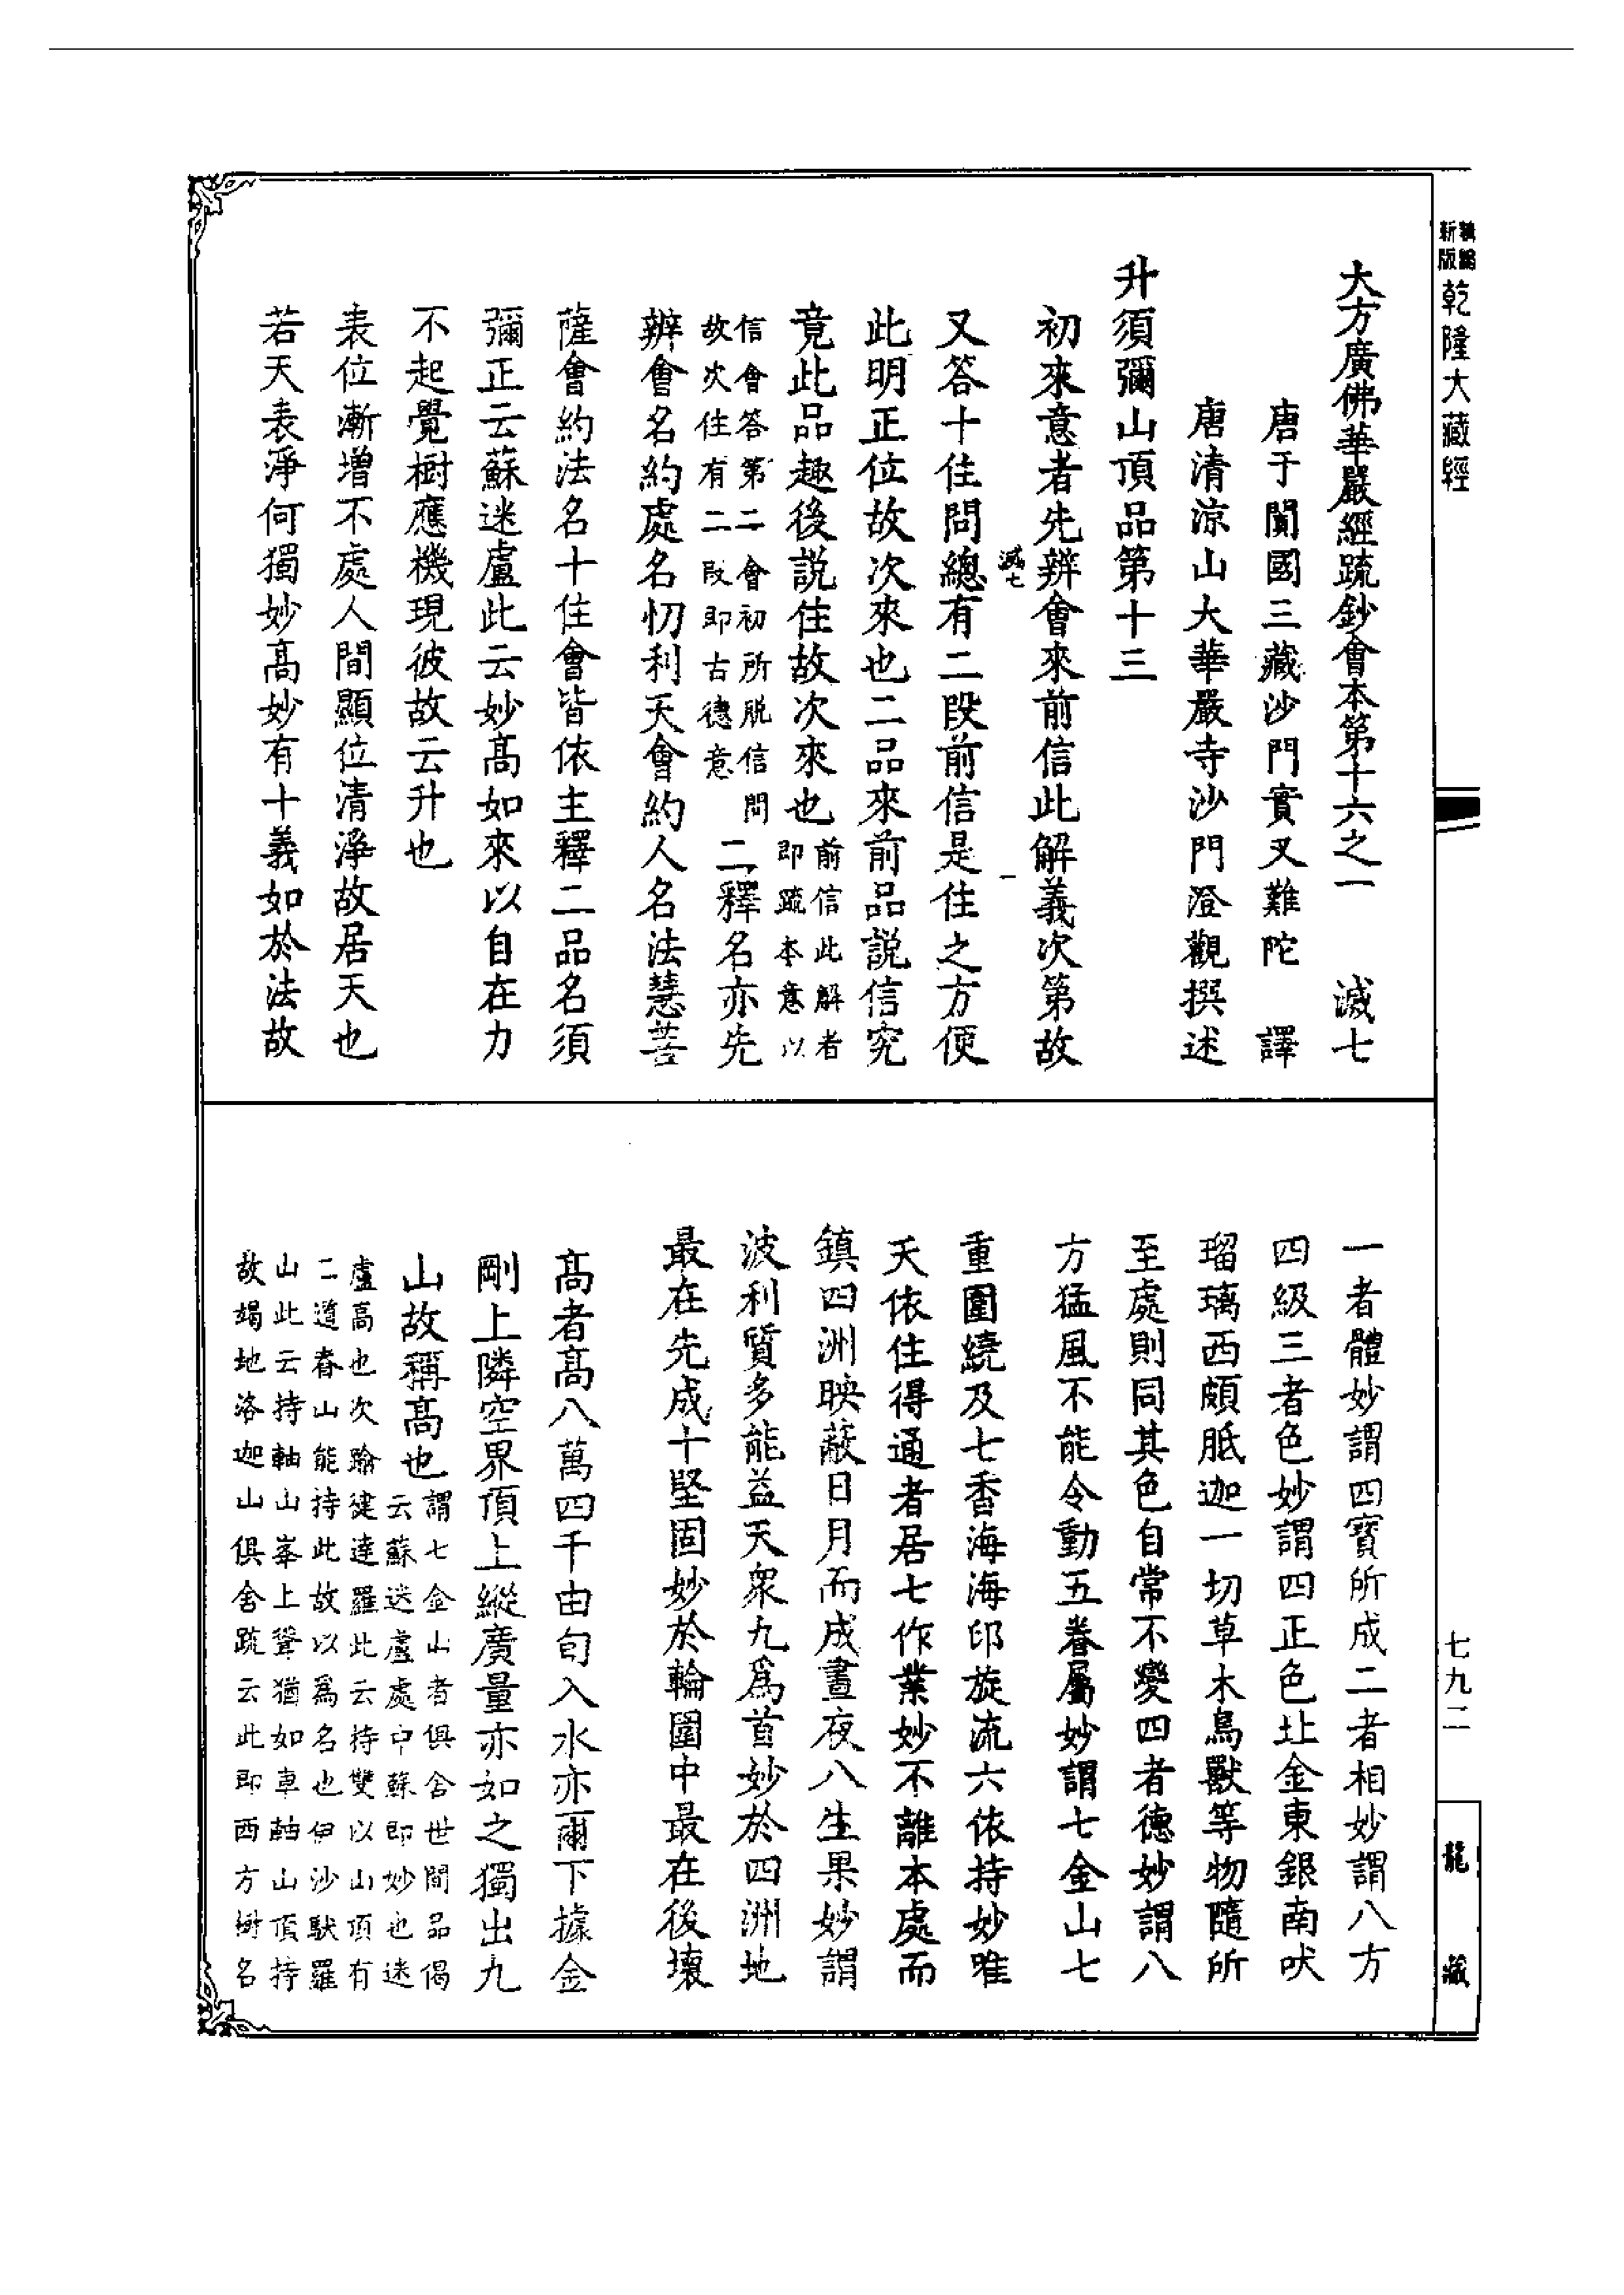 新編縮版
乾隆大藏經
大方廣佛華嚴經疏鈔會本第十六之一 滅七
唐于闐國三藏沙門實叉難陀 譯
唐清涼山大華嚴寺沙門澄觀撰述
升須彌山頂品第十三
初來意者先辨會來前信此解義次第故
滅七 一
又答十住問總有二段前信是住之方便
此明正位故次來也二品來前品説信究
竟此品趣後説住故次來也前信此解者
即疏本意以
信會答第二會初所脱信問
故次住有二段即古德意二釋名亦先
辨會名約處名忉利天會約人名法慧菩
薩會約法名十住會皆依主釋二品名須
彌正云蘇迷盧此云妙髙如來以自在力
不起覺樹應機現彼故云升也
表位漸增不處人間顯位清淨故居天也
若天表淨何獨妙髙妙有十義如於法故
一者體妙謂四寳所成二者相妙謂八方
四級三者色妙謂四正色北金東銀南吠
瑠璃西頗胝迦一切草木鳥獸等物隨所
至處則同其色自常不變四者德妙謂八
方猛風不能令動五眷屬妙謂七金山七
重圍繞及七香海海印旋流六依持妙唯
天依住得通者居七作業妙不離本處而
鎮四洲映蔽日月而成晝夜八生果妙謂
波利質多能益天衆九爲首妙於四洲地
最在先成十堅固妙於輪圍中最在後壞
髙者髙八萬四千由旬入水亦爾下據金
剛上隣空界頂上縱廣量亦如之獨出九
山故稱髙也謂七金山者俱舍世間品偈
云蘇迷盧處中蘇即妙也迷
盧高也次踰健達羅此云持雙以山頂有
二道脊山能持此故以爲名也伊沙馱羅
山此云持軸山峯上聳猶如車軸山頂持
故竭地洛迦山俱舍疏云此即西方樹名
七九二
龍藏